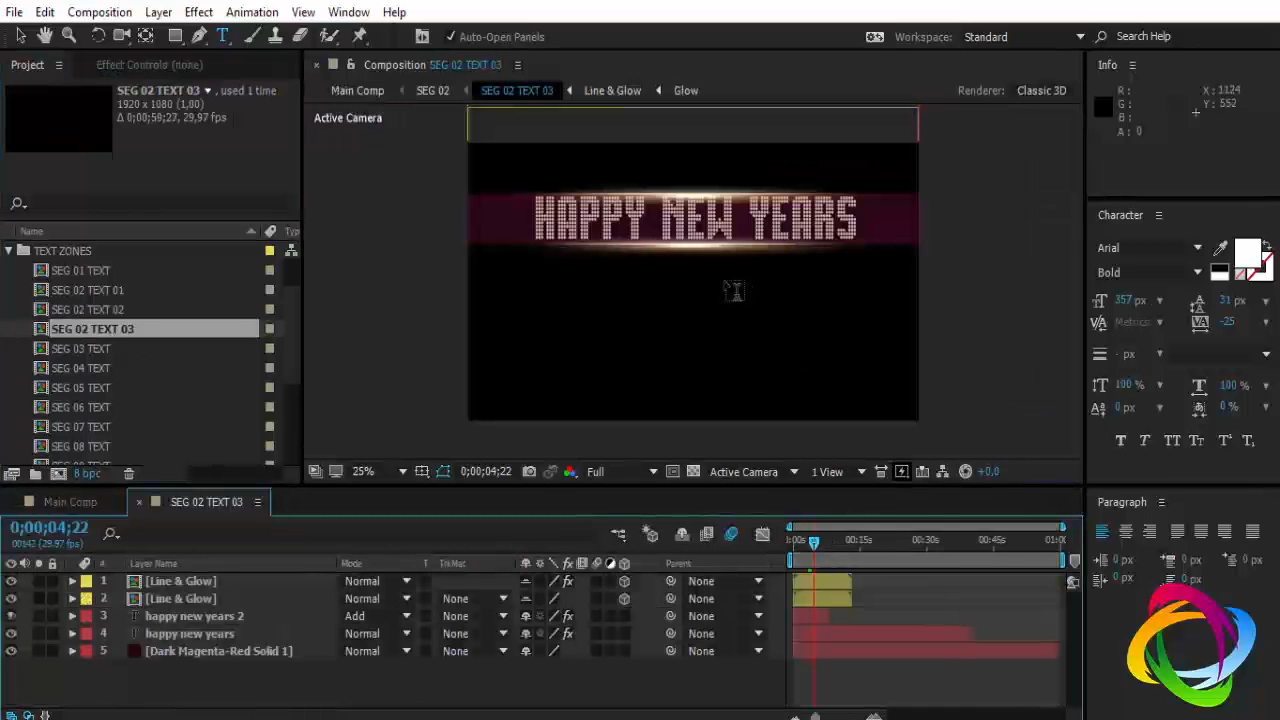 File Edit Composition Layer Effect Animation View Window Help
Auto-Open Panels
Workspace: Standard
Search Help
Project
Effect Controls (none)
SEG 02 TEXT 03 , used 1 time
1920 x 1080 (1,00)
Δ 0;00;59;27, 29,97 fps
Name
TEXT ZONES
SEG 01 TEXT
SEG 02 TEXT 01
SEG 02 TEXT 02
SEG 02 TEXT 03
SEG 03 TEXT
SEG 04 TEXT
SEG 05 TEXT
SEG 06 TEXT
SEG 07 TEXT
SEG 08 TEXT
8 bpc
Composition SEG 02 TEXT 03
Main Comp SEG 02 SEG 02 TEXT 03 Line & Glow Glow
Renderer: Classic 3D
Active Camera
HAPPY NEW YEARS
25% 0;00;04;22 Full Active Camera 1 View +0,0
Info
R :
G :
B :
A : 0
X : 1124
Y : 552
Character
Arial
Bold
357 px 31 px
Metrics -25
- px
100 % 100 %
0 px 0 %
Paragraph
0 px 0 px
0 px 0 px
Main Comp
SEG 02 TEXT 03
0;00;04;22
00142 (29.97 fps)
:00s 00:15s 00:30s 00:45s 01:00
# Layer Name Mode T TrkMat Parent
1 [Line & Glow] Normal None
2 [Line & Glow] Normal None None
3 happy new years 2 Add None None
4 happy new years Normal None None
5 [Dark Magenta-Red Solid 1] Normal None None